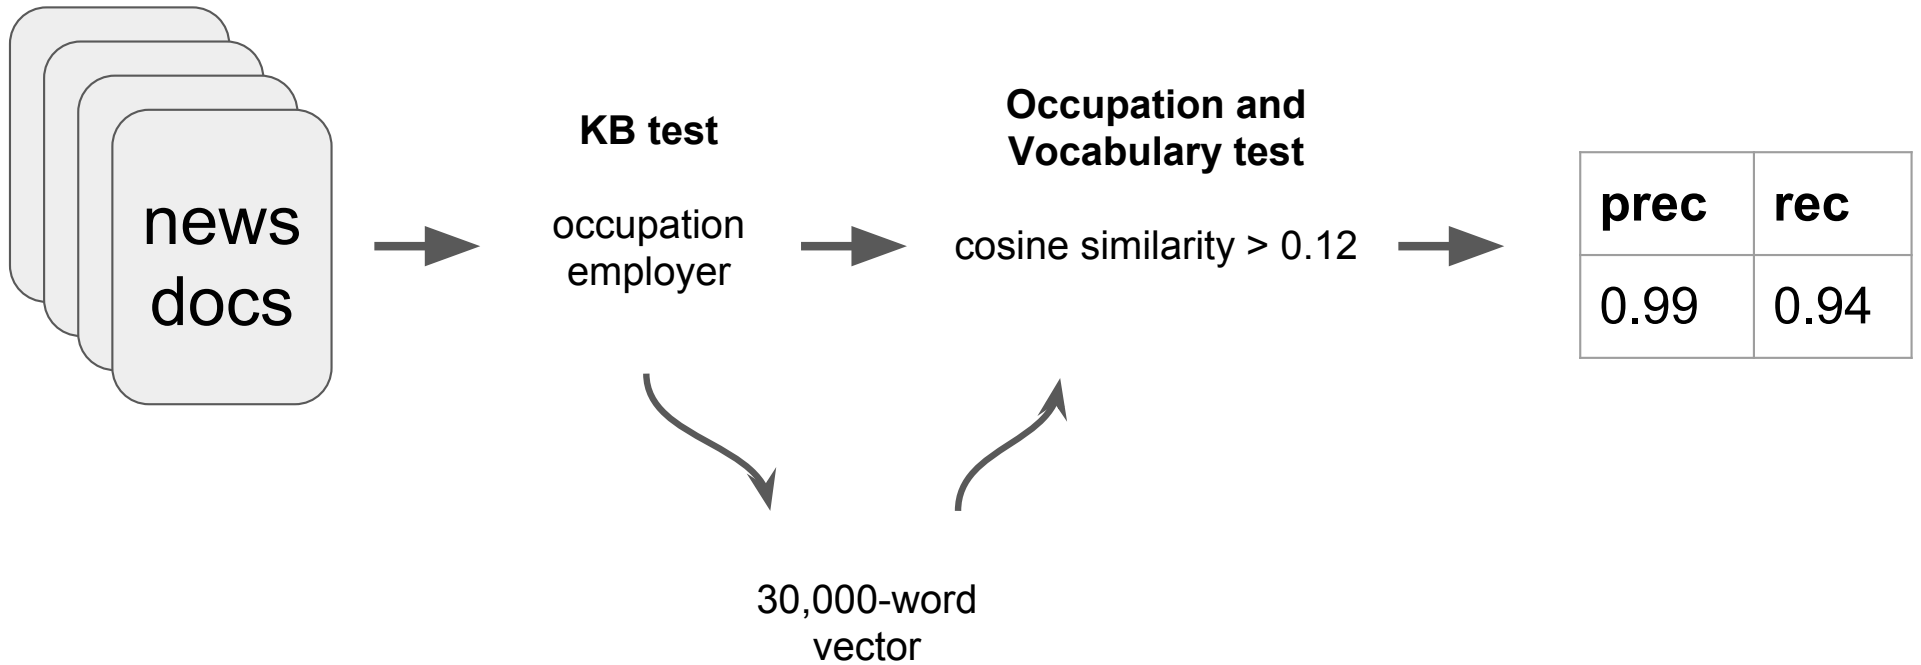 news
docs
KB test
occupation
employer
Occupation and
Vocabulary test
cosine similarity > 0.12
30,000-word
vector
prec rec
0.99 0.94